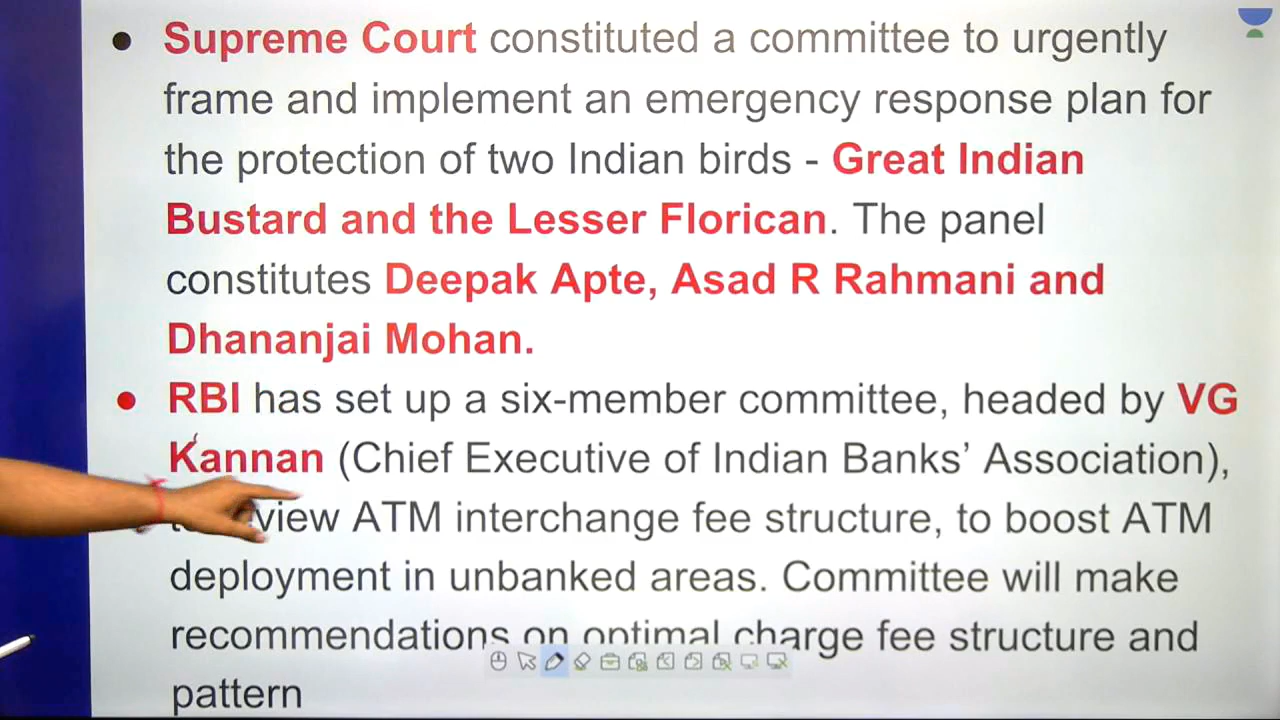 ● Supreme Court constituted a committee to urgently
frame and implement an emergency response plan for
the protection of two Indian birds - Great Indian
Bustard and the Lesser Florican. The panel
constitutes Deepak Apte, Asad R Rahmani and
Dhananjai Mohan.
● RBI has set up a six-member committee, headed by VG
Kannan (Chief Executive of Indian Banks’ Association),
view ATM interchange fee structure, to boost ATM
deployment in unbanked areas. Committee will make
recommendations on optimal charge fee structure and
pattern